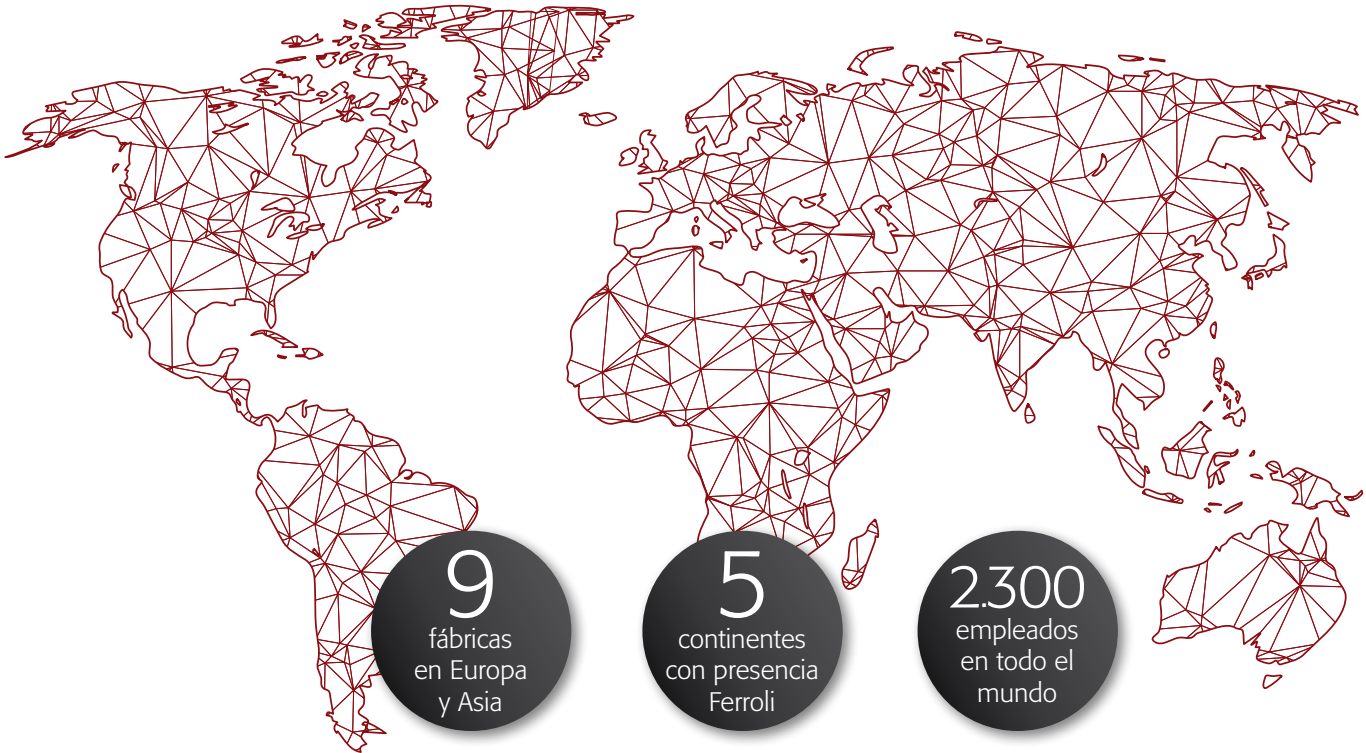 9
fábricas
en Europa
y Asia
5
continentes
con presencia
Ferroli
2.300
empleados
en todo el
mundo